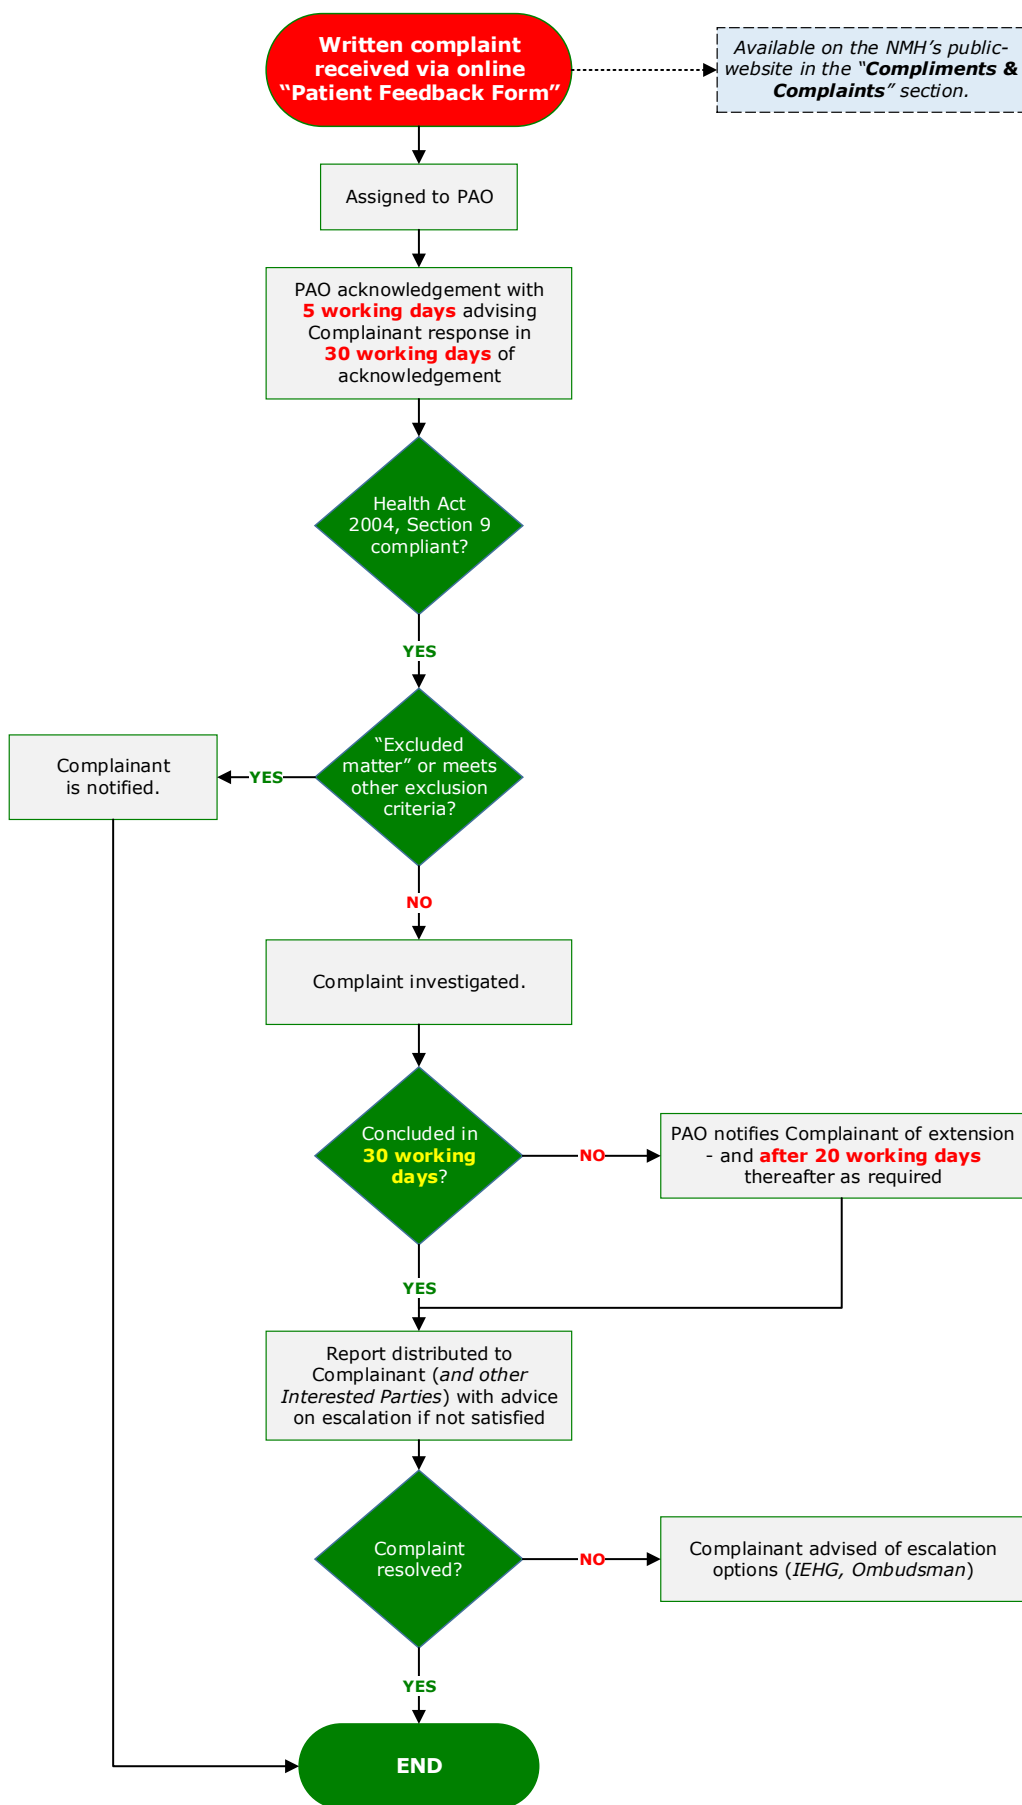 Written complaint
received via online
“Patient Feedback Form”
Available on the NMH’s public-
website in the “Compliments &
Complaints” section.
Assigned to PAO
PAO acknowledgement with
5 working days advising
Complainant response in
30 working days of
acknowledgement
Health Act
2004, Section 9
compliant?
YES
“Excluded
matter” or meets
other exclusion
criteria?
YES
Complainant
is notified.
NO
Complaint investigated.
Concluded in
30 working
days?
NO
PAO notifies Complainant of extension
- and after 20 working days
thereafter as required
YES
Report distributed to
Complainant (and other
Interested Parties) with advice
on escalation if not satisfied
Complaint
resolved?
NO
Complainant advised of escalation
options (IEHG, Ombudsman)
YES
END